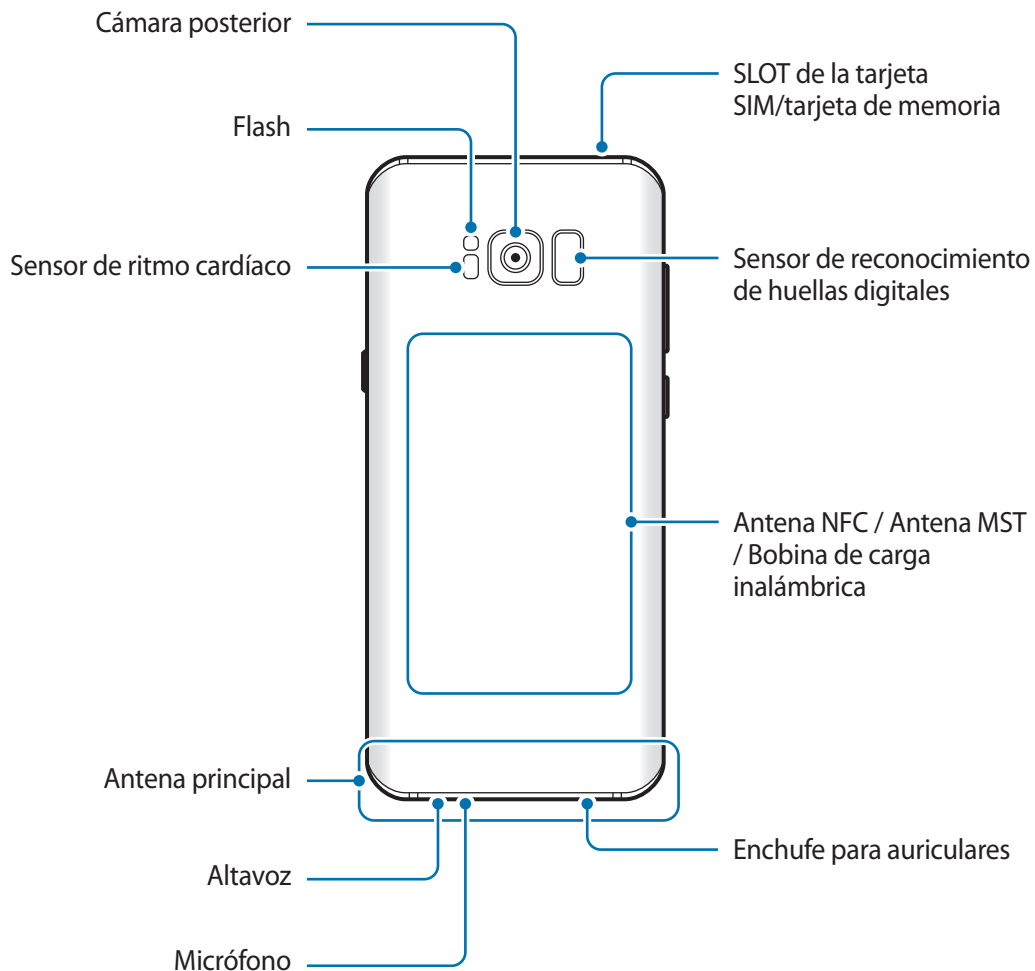 Cámara posterior
Flash
Sensor de ritmo cardíaco
SLOT de la tarjeta
SIM/tarjeta de memoria
Sensor de reconocimiento
de huellas digitales
Antena NFC / Antena MST
/ Bobina de carga
inalámbrica
Antena principal
Altavoz
Micrófono
Enchufe para auriculares